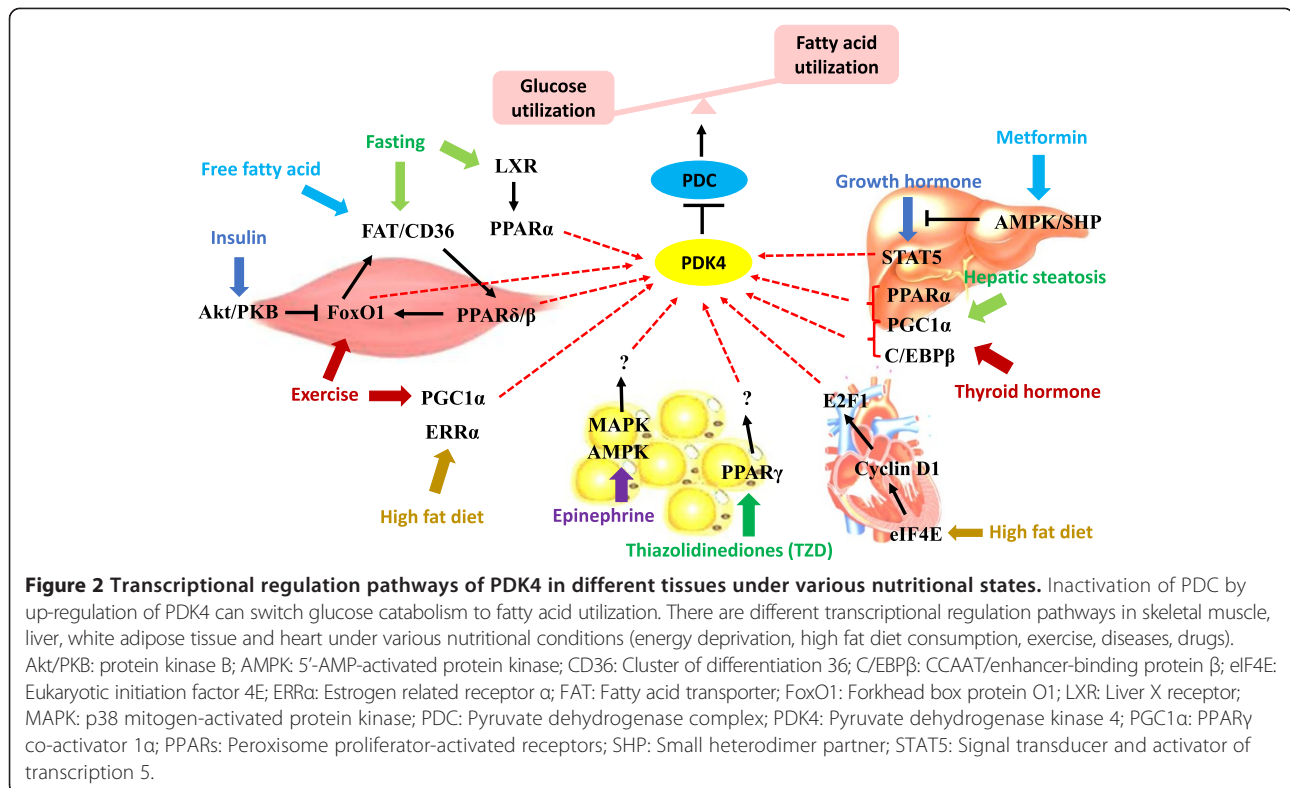 Fatty acid
utilization
Glucose
utilization
Fasting
Metformin
Free fatty acid
LXR
PDC
Growth hormone
FAT/CD36
PPARα
AMPK/SHP
Insulin
PDK4
STAT5
Hepatic steatosis
Akt/PKB
FoxO1
PPARδ/β
PPARα
PGC1α
C/EBPβ
Exercise
PGC1α
?
?
E2F1
Thyroid hormone
ERRα
MAPK
AMPK
PPARγ
Cyclin D1
High fat diet
Epinephrine
eIF4E
High fat diet
Thiazolidinediones (TZD)
Figure 2 Transcriptional regulation pathways of PDK4 in different tissues under various nutritional states. Inactivation of PDC by
up-regulation of PDK4 can switch glucose catabolism to fatty acid utilization. There are different transcriptional regulation pathways in skeletal muscle,
liver, white adipose tissue and heart under various nutritional conditions (energy deprivation, high fat diet consumption, exercise, diseases, drugs).
Akt/PKB: protein kinase B; AMPK: 5′-AMP-activated protein kinase; CD36: Cluster of differentiation 36; C/EBPβ: CCAAT/enhancer-binding protein β; eIF4E:
Eukaryotic initiation factor 4E; ERRα: Estrogen related receptor α; FAT: Fatty acid transporter; FoxO1: Forkhead box protein O1; LXR: Liver X receptor;
MAPK: p38 mitogen-activated protein kinase; PDC: Pyruvate dehydrogenase complex; PDK4: Pyruvate dehydrogenase kinase 4; PGC1α: PPARγ
co-activator 1α; PPARs: Peroxisome proliferator-activated receptors; SHP: Small heterodimer partner; STAT5: Signal transducer and activator of
transcription 5.